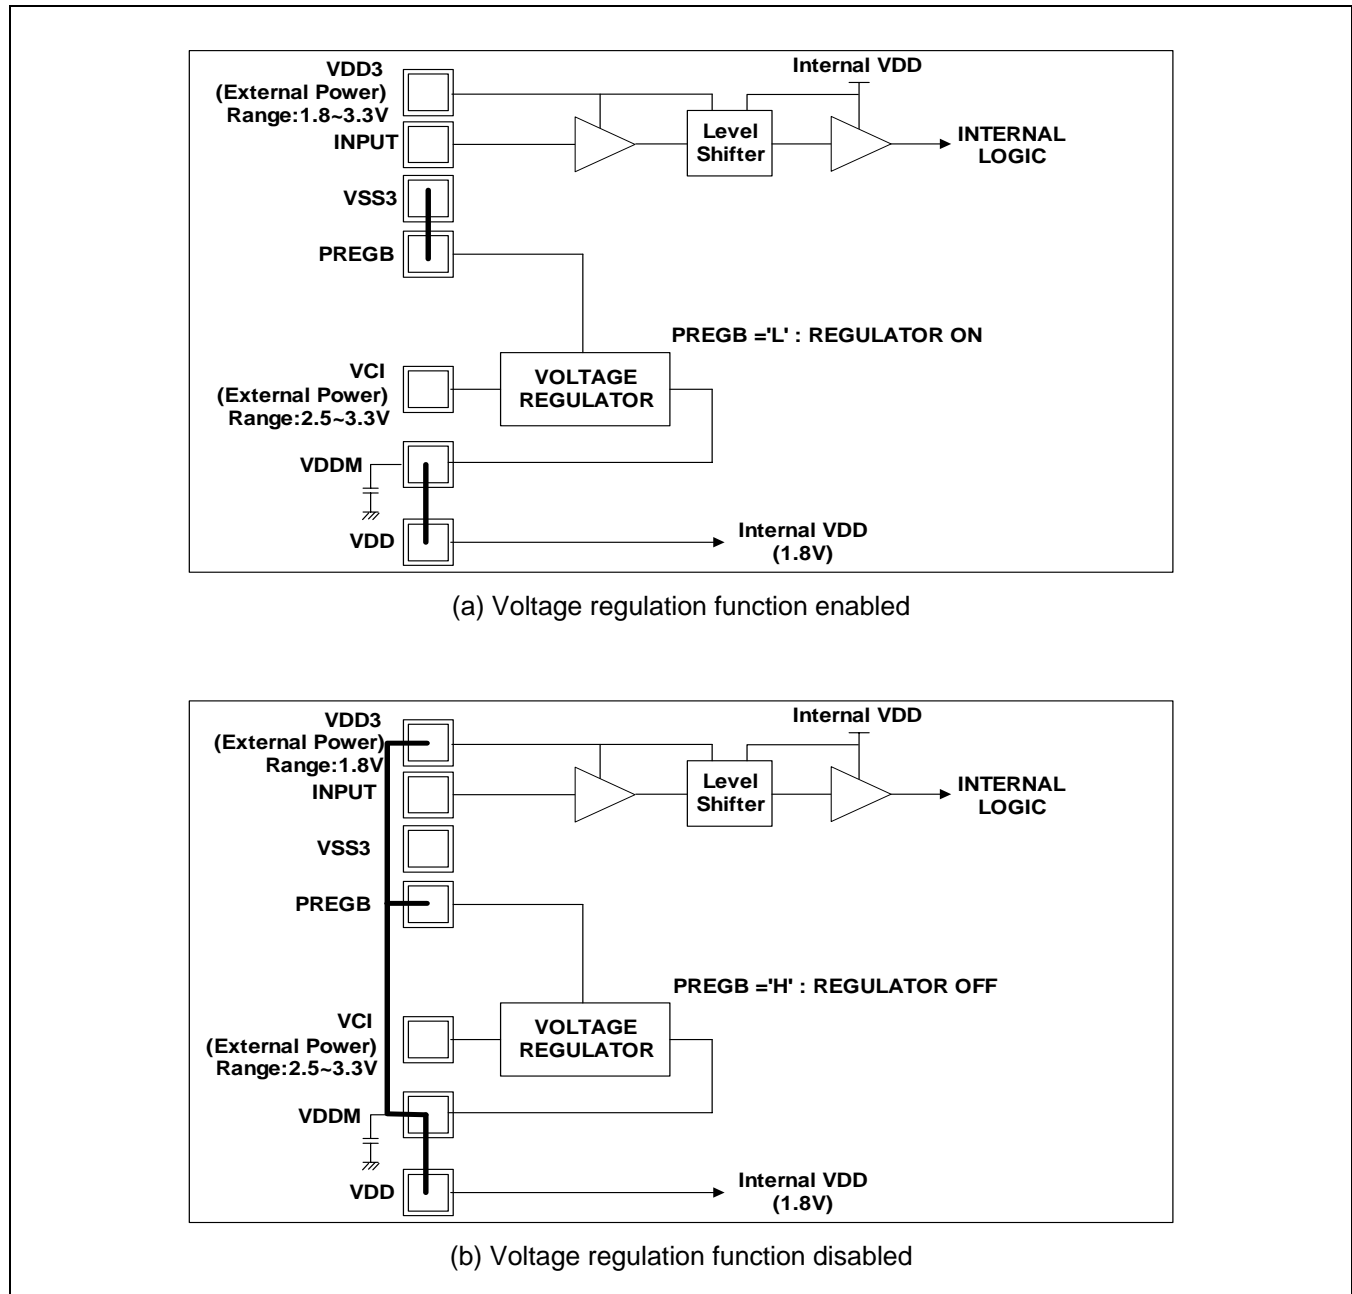 VDD3
(External Power)
Range:1.8~3.3V
INPUT
VSS3
PREGB
Internal VDD
Level
Shifter
INTERNAL
LOGIC
PREGB ='L' : REGULATOR ON
VCI
(External Power)
Range:2.5~3.3V
VOLTAGE
REGULATOR
VDDM
VDD
Internal VDD
(1.8V)
(a) Voltage regulation function enabled
VDD3
(External Power)
Range:1.8V
INPUT
VSS3
PREGB
Internal VDD
Level
Shifter
INTERNAL
LOGIC
PREGB ='H' : REGULATOR OFF
VCI
(External Power)
Range:2.5~3.3V
VOLTAGE
REGULATOR
VDDM
VDD
Internal VDD
(1.8V)
(b) Voltage regulation function disabled